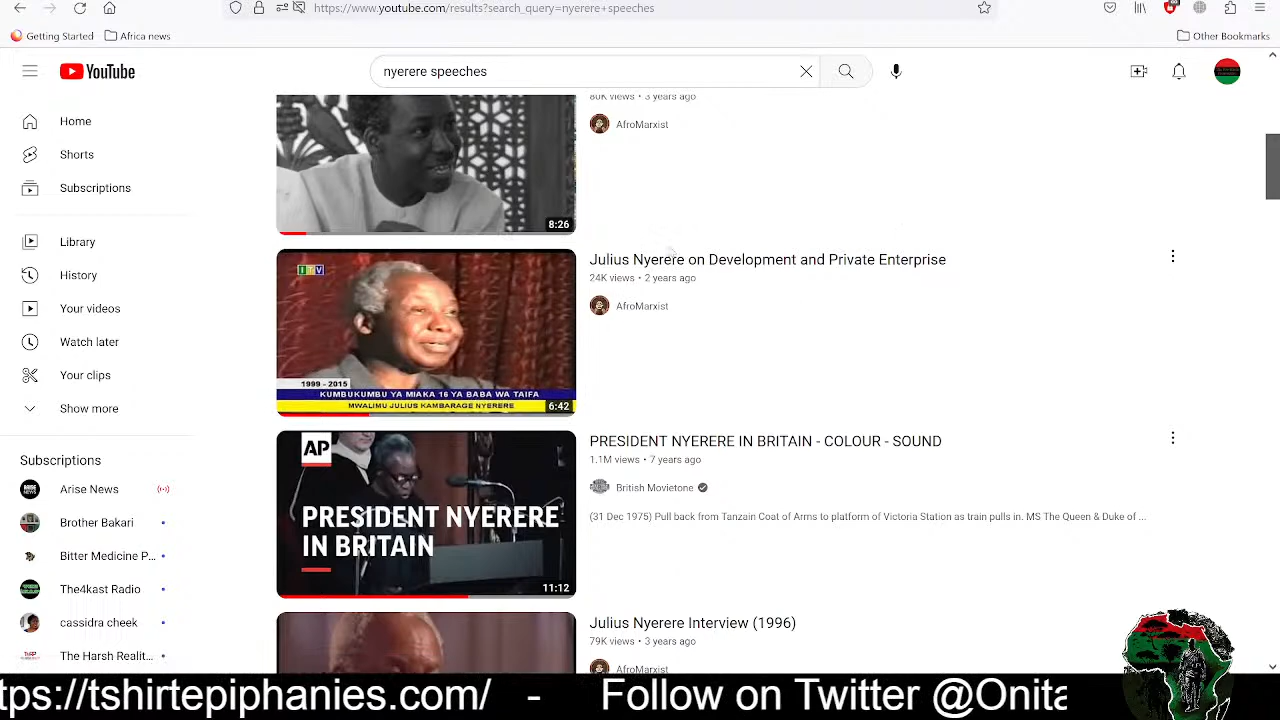 https://www.youtube.com/results?search_query=nyerere+speeches
Getting Started
Africa news
Other Bookmarks
YouTube
nyerere speeches
Home
Shorts
Subscriptions
Library
History
Your videos
Watch later
Your clips
Show more
Subscriptions
Arise News
Brother Bakari
Bitter Medicine P...
The4kast Radio
cassidra cheek
The Harsh Realit...
80K views • 3 years ago
AfroMarxist
8:26
Julius Nyerere on Development and Private Enterprise
24K views • 2 years ago
AfroMarxist
ITV
1999 - 2015
KUMBUKUMBU YA MIAKA 16 YA BABA WA TAIFA
MWALIMU JULIUS KAMBARAGE NYERERE
6:42
PRESIDENT NYERERE IN BRITAIN - COLOUR - SOUND
1.1M views • 7 years ago
British Movietone
(31 Dec 1975) Pull back from Tanzain Coat of Arms to platform of Victoria Station as train pulls in. MS The Queen & Duke of ...
AP
PRESIDENT NYERERE
IN BRITAIN
11:12
Julius Nyerere Interview (1996)
79K views • 3 years ago
AfroMarxist
tps://tshirtepiphanies.com/ - Follow on Twitter @Onita